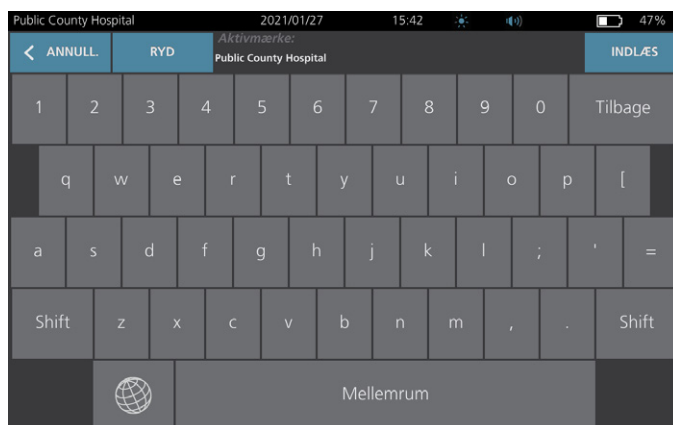 Public County Hospital 2021/01/27 15:42 47%
ANNULL. RYD Aktivmærke: INDLÆS
Public County Hospital
1 2 3 4 5 6 7 8 9 0 Tilbage
q w e r t y u i o p [
a s d f g h j k l ; ' =
Shift z x c v b n m , . Shift
Mellemrum